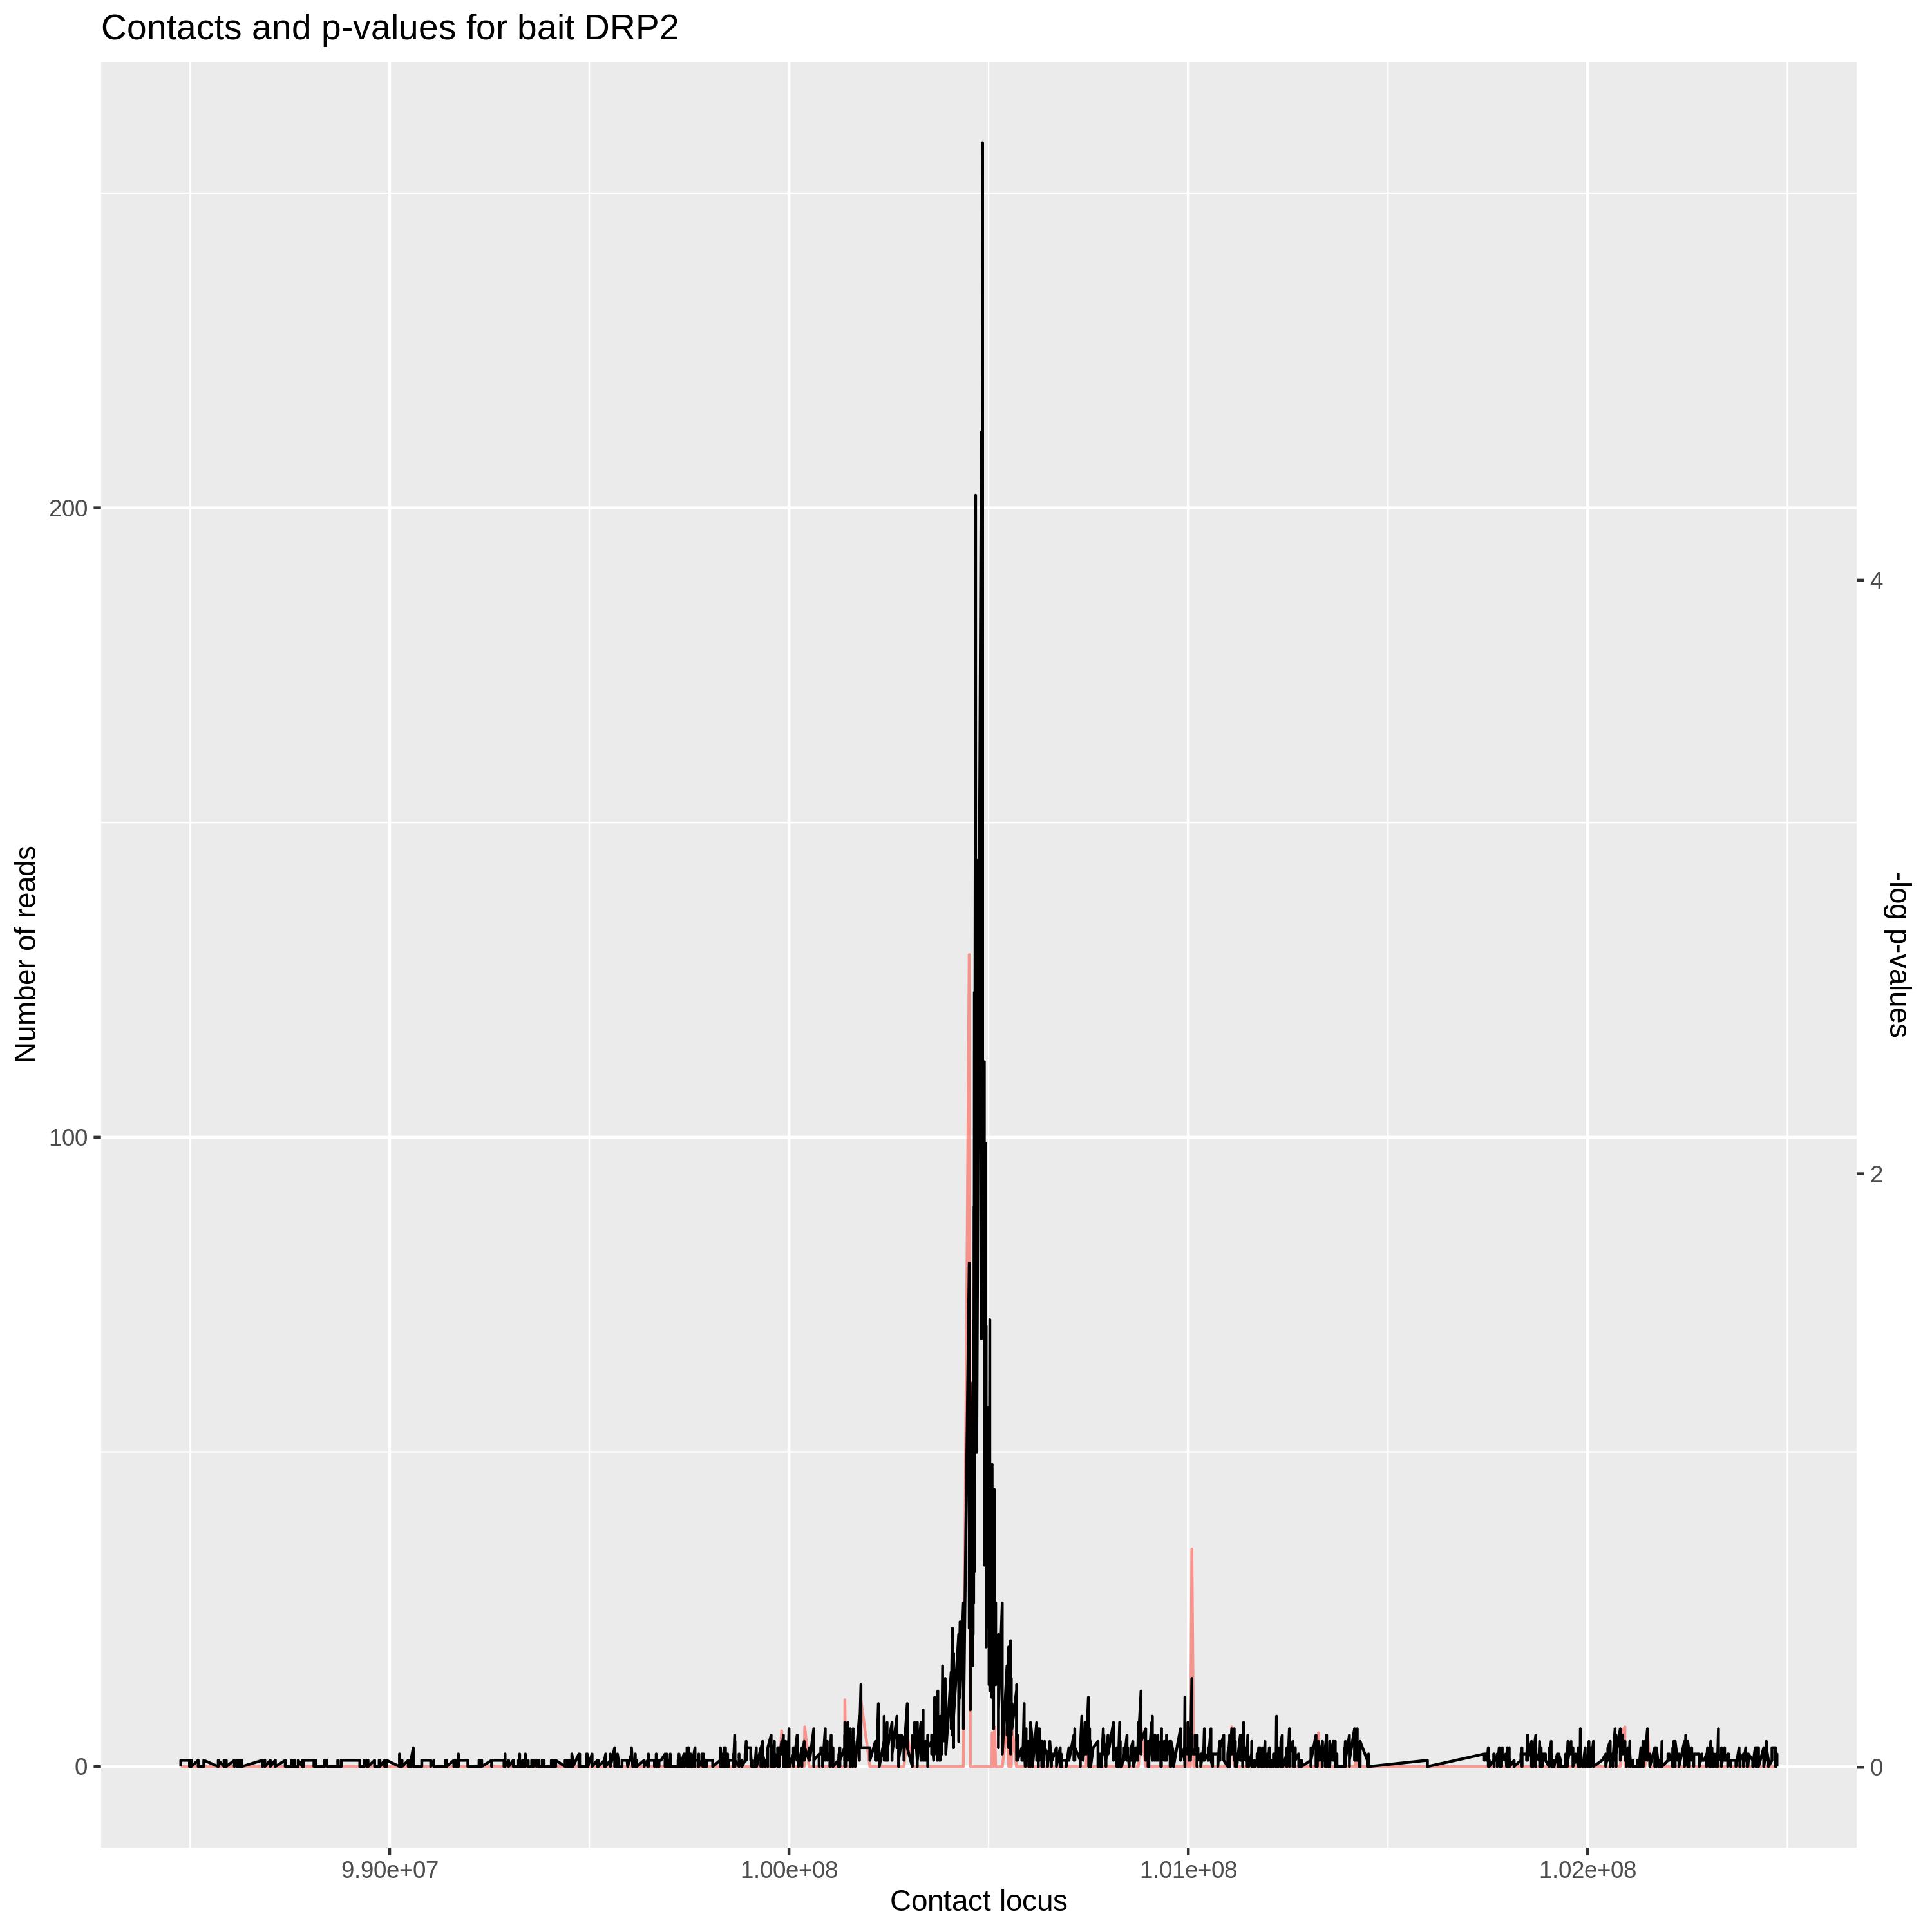 Contacts and p-values for bait DRP2
Number of reads
200
100
0
4
2
0
-log p-values
9.90e+07
1.00e+08
1.01e+08
1.02e+08
Contact locus